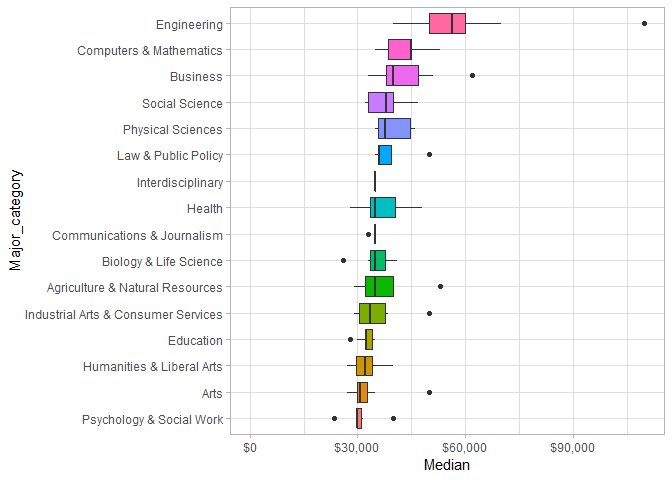 Engineering
Computers & Mathematics
Business
Social Science
Physical Sciences
Law & Public Policy
Interdisciplinary
Health
Communications & Journalism
Biology & Life Science
Agriculture & Natural Resources
Industrial Arts & Consumer Services
Education
Humanities & Liberal Arts
Arts
Psychology & Social Work
Major_category
$0 $30,000 $60,000 $90,000
Median